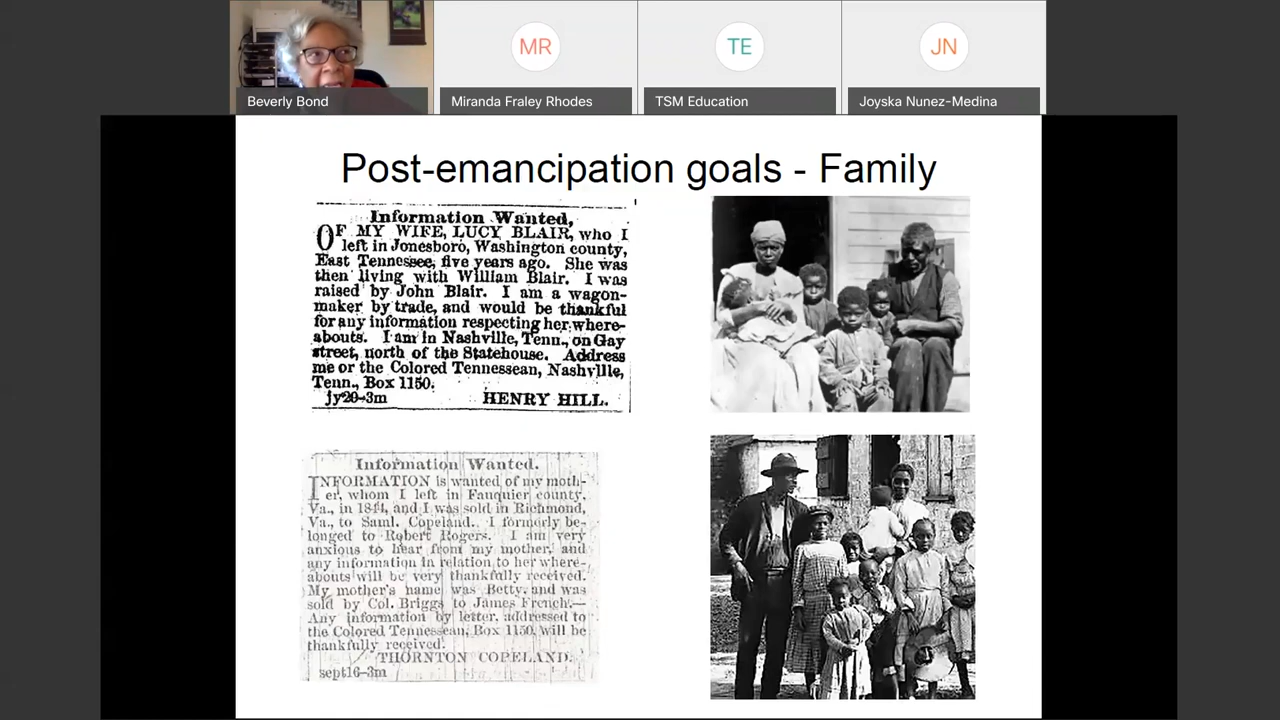 MR
TE
JN
Beverly Bond
Miranda Fraley Rhodes
TSM Education
Joyska Nunez-Medina
Post-emancipation goals - Family
Information Wanted,
OF MY WIFE, LUCY BLAIR, who I
left in Jonesboro, Washington county,
East Tennessee, five years ago. She was
then living with William Blair. I was
raised by John Blair. I am a wagon-
maker by trade, and would be thankful
for any information respecting her where-
abouts. I am in Nashville, Tenn., on Gay
street, north of the Statehouse. Address
me or the Colored Tennessean, Nashville,
Tenn., Box 1150.
jy29-3m HENRY HILL.
Information Wanted.
INFORMATION is wanted of my moth-
er, whom I left in Fauquier county,
Va., in 1844, and I was sold in Richmond,
Va., to Saml. Copeland. I formerly be-
longed to Robert Rogers. I am very
anxious to hear from my mother, and
any information in relation to her where-
abouts will be very thankfully received.
My mother's name was Betty, and was
sold by Col. Briggs to James French.—
Any information by letter, addressed to
the Colored Tennessean, Box 1150, will be
thankfully received.
THORNTON COPELAND.
sept16-3m